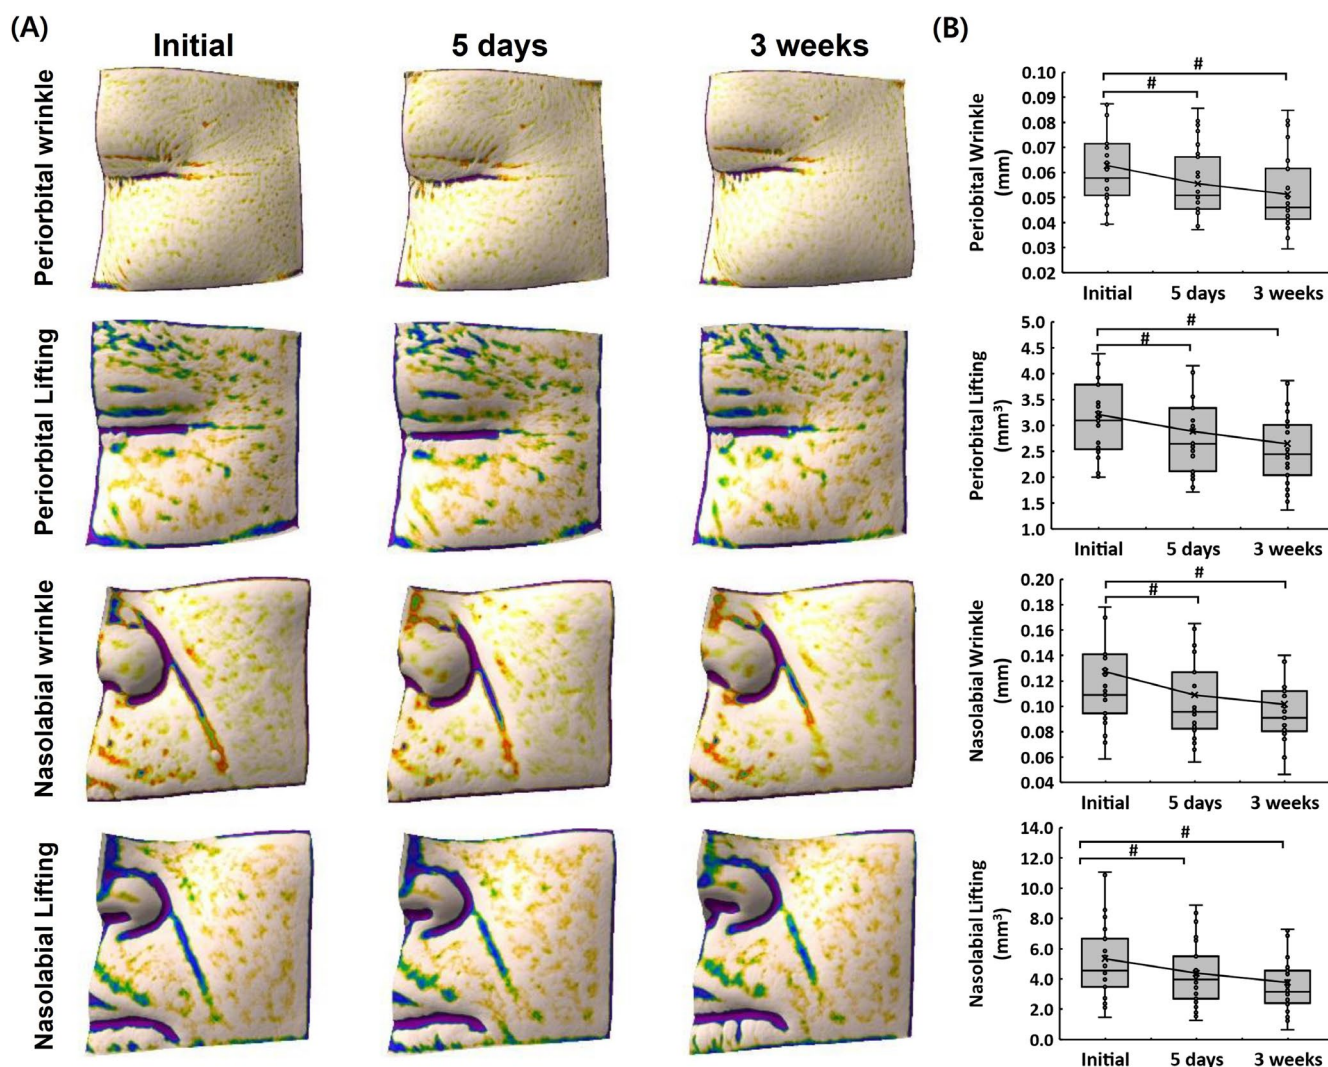 (A)
Initial
5 days
3 weeks
Periorbital wrinkle
Periorbital Lifting
Nasolabial wrinkle
Nasolabial Lifting
(B)
Periobital Wrinkle
(mm)
0.10
0.09
0.08
0.07
0.06
0.05
0.04
0.03
0.02
#
#
Initial
5 days
3 weeks
Periorbital Lifting
(mm³)
5.0
4.5
4.0
3.5
3.0
2.5
2.0
1.5
1.0
#
#
Initial
5 days
3 weeks
Nasolabial Wrinkle
(mm)
0.20
0.18
0.16
0.14
0.12
0.10
0.08
0.06
0.04
#
#
Initial
5 days
3 weeks
Nasolabial Lifting
(mm³)
14.0
12.0
10.0
8.0
6.0
4.0
2.0
0.0
#
#
Initial
5 days
3 weeks